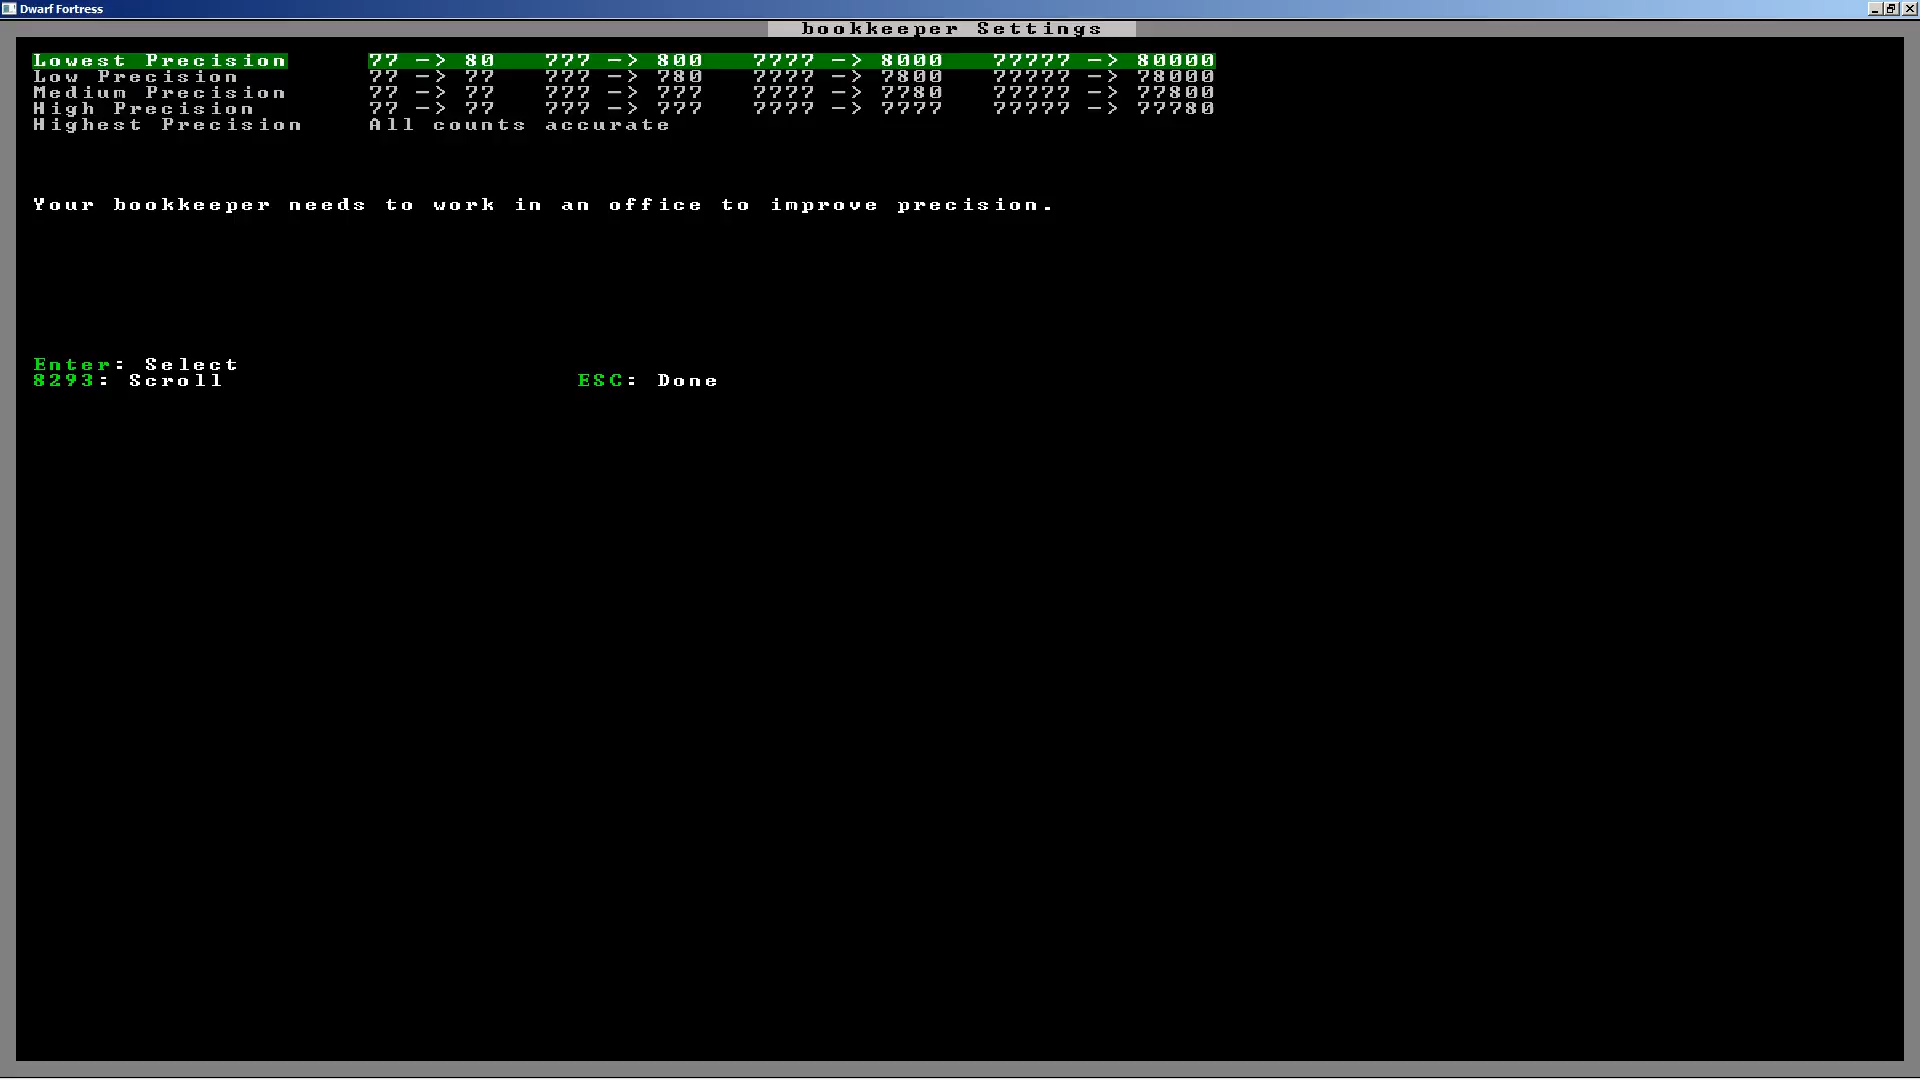 Dwarf Fortress
bookkeeper Settings
Lowest Precision 77 -> 80 777 -> 800 7777 -> 8000 77777 -> 80000
Low Precision 77 -> 77 777 -> 780 7777 -> 7800 77777 -> 78000
Medium Precision 77 -> 77 777 -> 777 7777 -> 7780 77777 -> 77800
High Precision 77 -> 77 777 -> 777 7777 -> 7777 77777 -> 77780
Highest Precision All counts accurate
Your bookkeeper needs to work in an office to improve precision.
Enter: Select
8293: Scroll ESC: Done